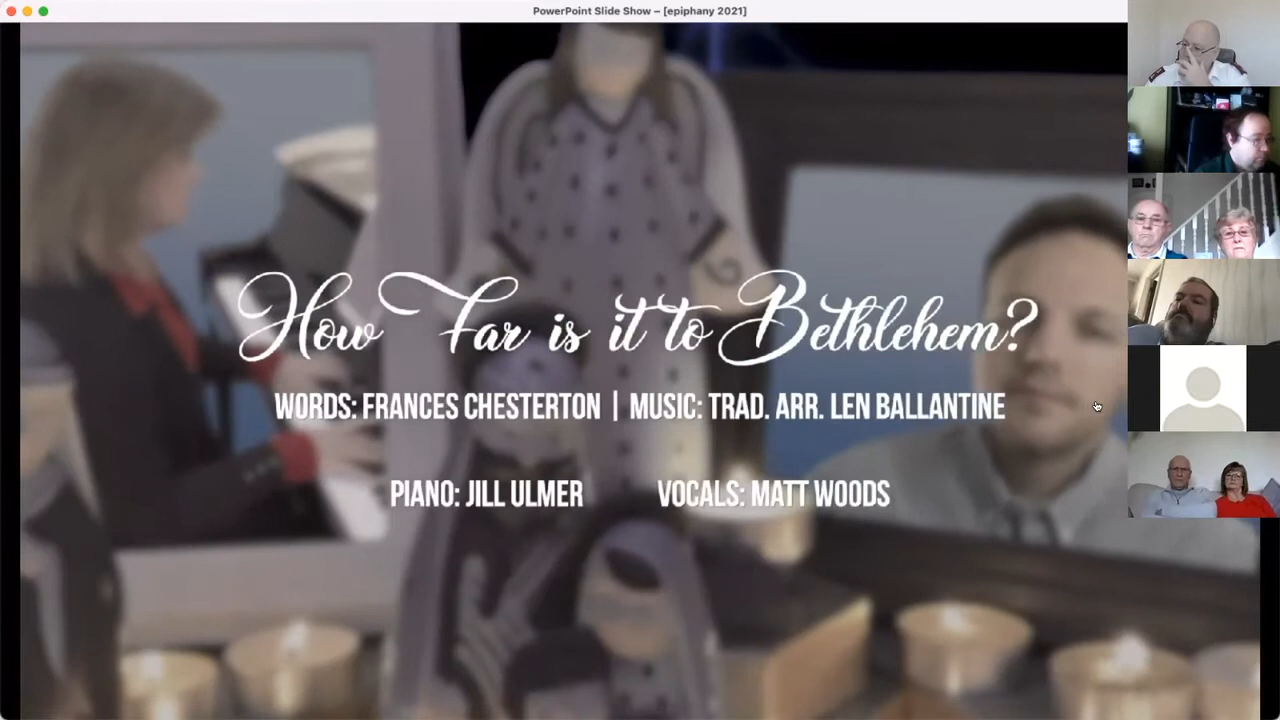 PowerPoint Slide Show – [epiphany 2021]
How Far is it to Bethlehem?
WORDS: FRANCES CHESTERTON | MUSIC: TRAD. ARR. LEN BALLANTINE
PIANO: JILL ULMER VOCALS: MATT WOODS